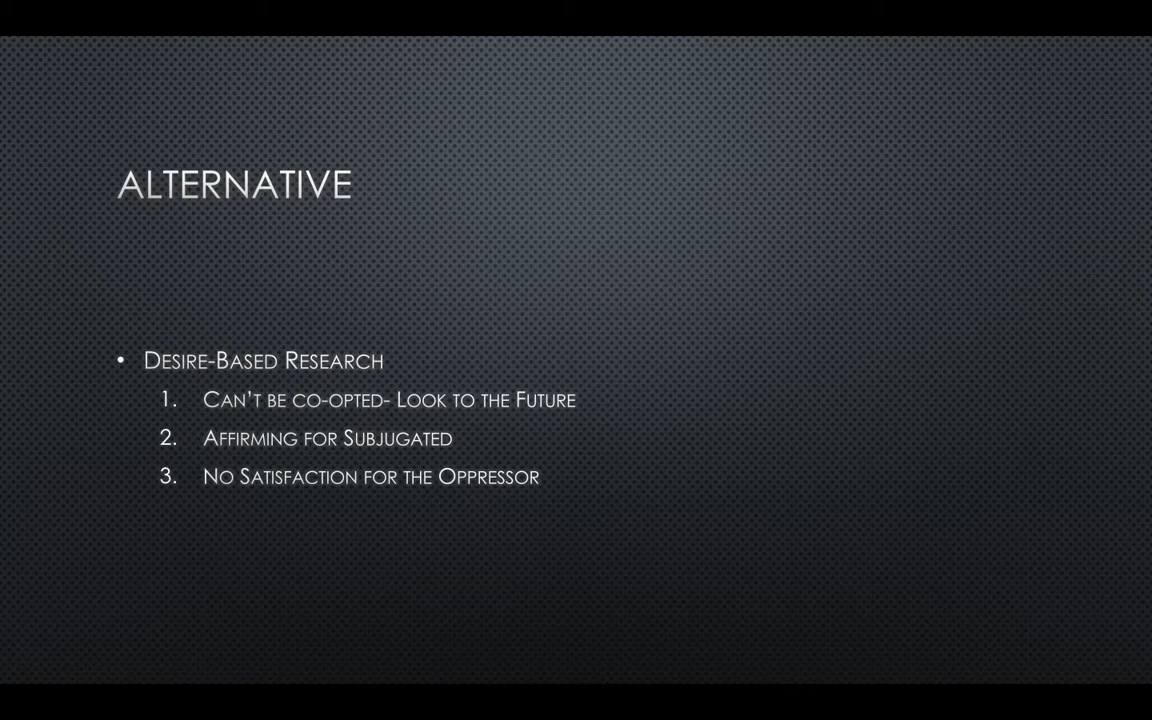 ALTERNATIVE
• DESIRE-BASED RESEARCH
1. CAN'T BE CO-OPTED- LOOK TO THE FUTURE
2. AFFIRMING FOR SUBJUGATED
3. NO SATISFACTION FOR THE OPPRESSOR